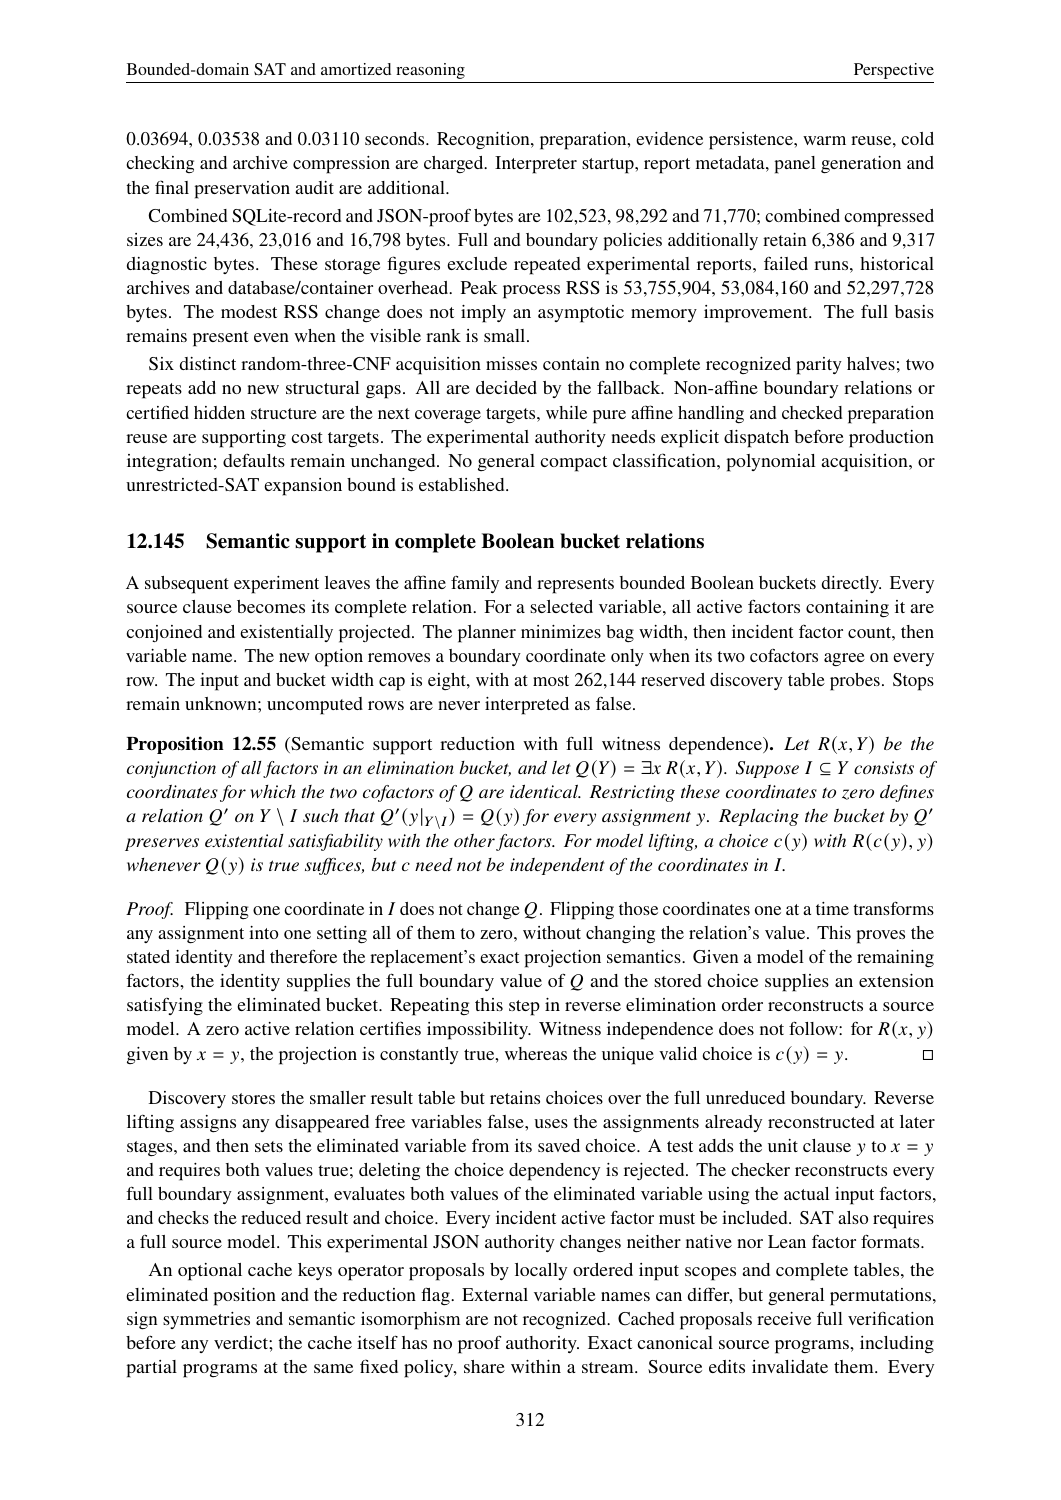 Bounded-domain SAT and amortized reasoning Perspective
0.03694, 0.03538 and 0.03110 seconds. Recognition, preparation, evidence persistence, warm reuse, cold
checking and archive compression are charged. Interpreter startup, report metadata, panel generation and
the final preservation audit are additional.
Combined SQLite-record and JSON-proof bytes are 102,523, 98,292 and 71,770; combined compressed
sizes are 24,436, 23,016 and 16,798 bytes. Full and boundary policies additionally retain 6,386 and 9,317
diagnostic bytes. These storage figures exclude repeated experimental reports, failed runs, historical
archives and database/container overhead. Peak process RSS is 53,755,904, 53,084,160 and 52,297,728
bytes. The modest RSS change does not imply an asymptotic memory improvement. The full basis
remains present even when the visible rank is small.
Six distinct random-three-CNF acquisition misses contain no complete recognized parity halves; two
repeats add no new structural gaps. All are decided by the fallback. Non-affine boundary relations or
certified hidden structure are the next coverage targets, while pure affine handling and checked preparation
reuse are supporting cost targets. The experimental authority needs explicit dispatch before production
integration; defaults remain unchanged. No general compact classification, polynomial acquisition, or
unrestricted-SAT expansion bound is established.
12.145 Semantic support in complete Boolean bucket relations
A subsequent experiment leaves the affine family and represents bounded Boolean buckets directly. Every
source clause becomes its complete relation. For a selected variable, all active factors containing it are
conjoined and existentially projected. The planner minimizes bag width, then incident factor count, then
variable name. The new option removes a boundary coordinate only when its two cofactors agree on every
row. The input and bucket width cap is eight, with at most 262,144 reserved discovery table probes. Stops
remain unknown; uncomputed rows are never interpreted as false.
Proposition 12.55 (Semantic support reduction with full witness dependence). Let R(x, Y) be the
conjunction of all factors in an elimination bucket, and let Q(Y) = ∃x R(x, Y). Suppose I ⊆ Y consists of
coordinates for which the two cofactors of Q are identical. Restricting these coordinates to zero defines
a relation Q′ on Y \ I such that Q′(y|Y\I) = Q(y) for every assignment y. Replacing the bucket by Q′
preserves existential satisfiability with the other factors. For model lifting, a choice c(y) with R(c(y), y)
whenever Q(y) is true suffices, but c need not be independent of the coordinates in I.
Proof. Flipping one coordinate in I does not change Q. Flipping those coordinates one at a time transforms
any assignment into one setting all of them to zero, without changing the relation's value. This proves the
stated identity and therefore the replacement's exact projection semantics. Given a model of the remaining
factors, the identity supplies the full boundary value of Q and the stored choice supplies an extension
satisfying the eliminated bucket. Repeating this step in reverse elimination order reconstructs a source
model. A zero active relation certifies impossibility. Witness independence does not follow: for R(x, y)
given by x = y, the projection is constantly true, whereas the unique valid choice is c(y) = y. □
Discovery stores the smaller result table but retains choices over the full unreduced boundary. Reverse
lifting assigns any disappeared free variables false, uses the assignments already reconstructed at later
stages, and then sets the eliminated variable from its saved choice. A test adds the unit clause y to x = y
and requires both values true; deleting the choice dependency is rejected. The checker reconstructs every
full boundary assignment, evaluates both values of the eliminated variable using the actual input factors,
and checks the reduced result and choice. Every incident active factor must be included. SAT also requires
a full source model. This experimental JSON authority changes neither native nor Lean factor formats.
An optional cache keys operator proposals by locally ordered input scopes and complete tables, the
eliminated position and the reduction flag. External variable names can differ, but general permutations,
sign symmetries and semantic isomorphism are not recognized. Cached proposals receive full verification
before any verdict; the cache itself has no proof authority. Exact canonical source programs, including
partial programs at the same fixed policy, share within a stream. Source edits invalidate them. Every
312